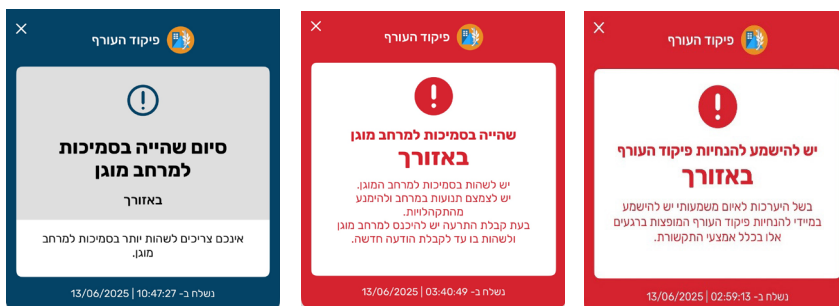 פיקוד העורף
יש להישמע להנחיות פיקוד העורף
באזורך
בשל היערכות לאיום משמעותי יש להישמע
במיידי להנחיות פיקוד העורף המופצות ברגעים
אלו בכלל אמצעי התקשורת.
נשלח ב- 02:59:13 | 13/06/2025
פיקוד העורף
שהייה בסמיכות למרחב מוגן
באזורך
יש לשהות בסמיכות למרחב המוגן.
יש לצמצם תנועות במרחב ולהימנע
מהתקהלויות.
בעת קבלת התרעה יש להיכנס למרחב מוגן
ולשהות בו עד לקבלת הודעה חדשה.
נשלח ב- 03:40:49 | 13/06/2025
פיקוד העורף
סיום שהייה בסמיכות
למרחב מוגן
באזורך
אינכם צריכים לשהות יותר בסמיכות למרחב
מוגן.
נשלח ב- 10:47:27 | 13/06/2025